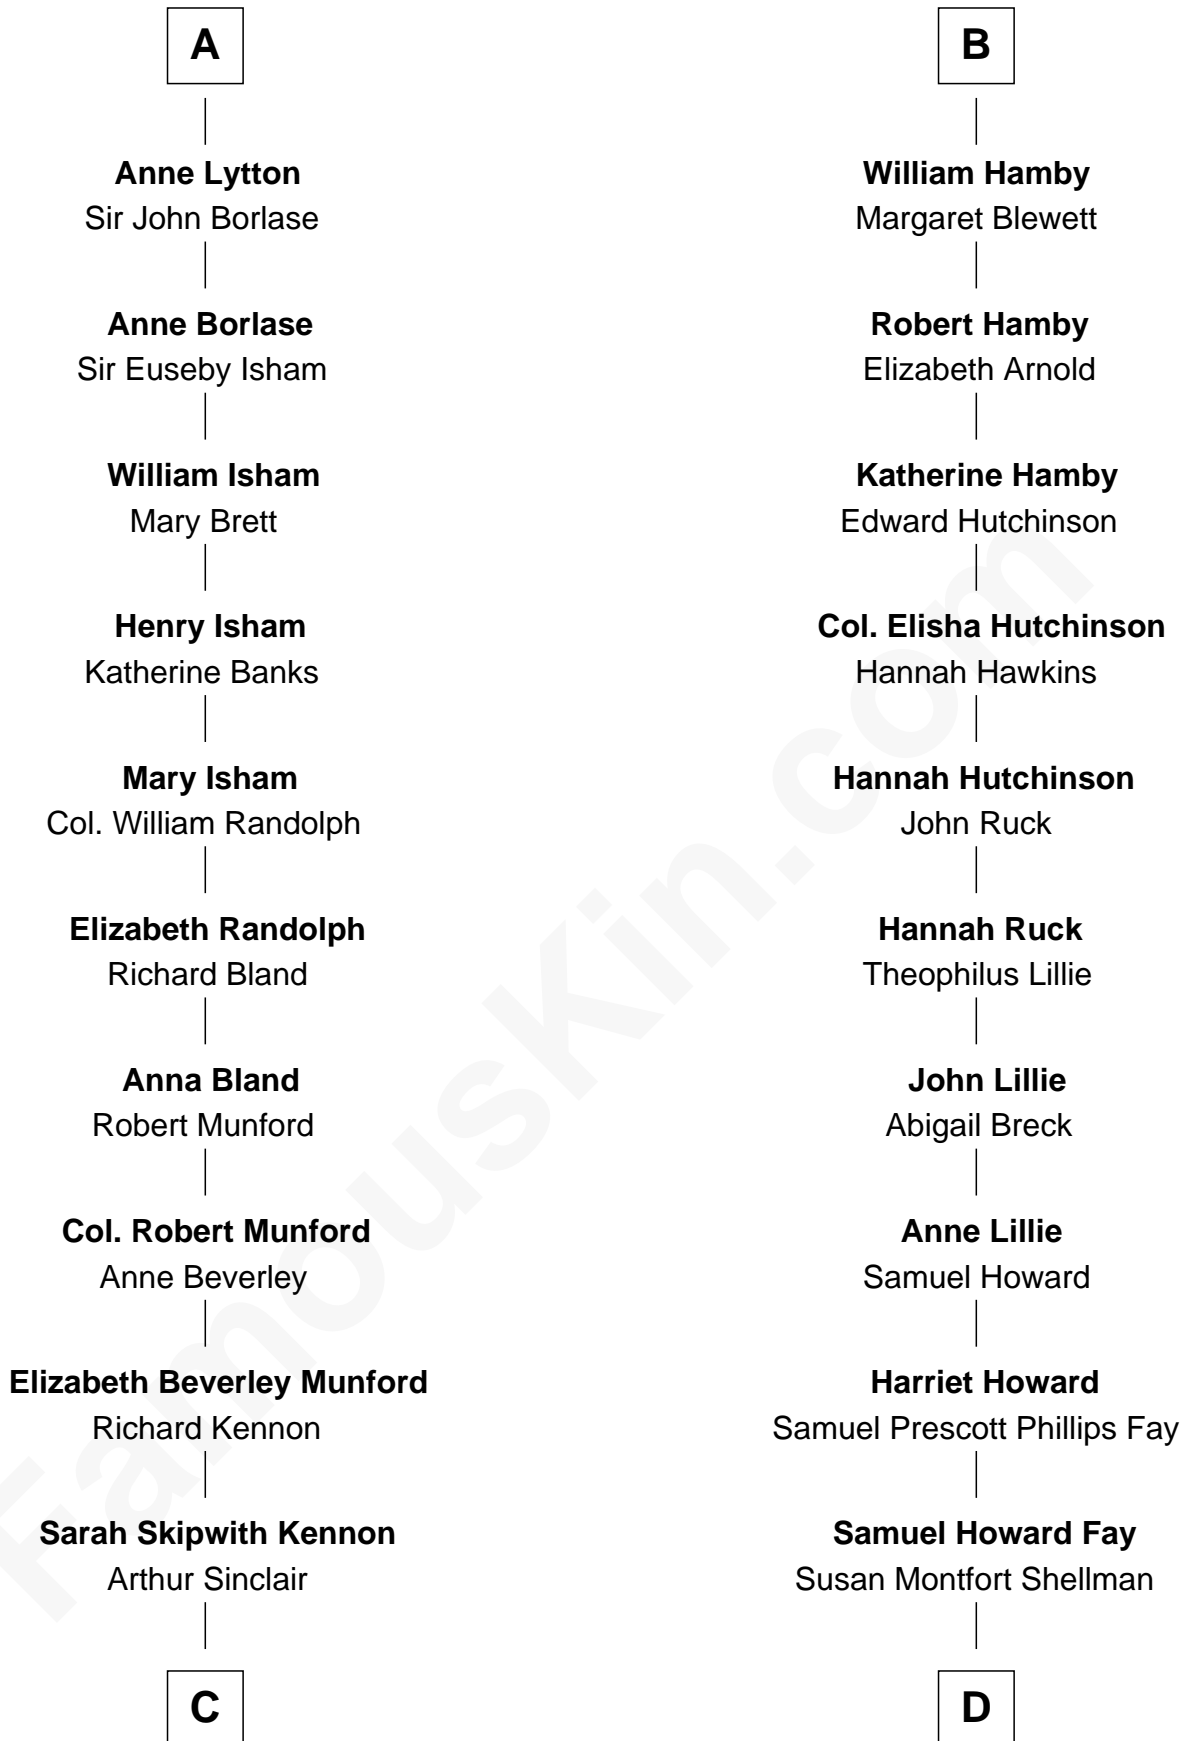 A
Anne Lytton
Sir John Borlase
Anne Borlase
Sir Euseby Isham
William Isham
Mary Brett
Henry Isham
Katherine Banks
Mary Isham
Col. William Randolph
Elizabeth Randolph
Richard Bland
Anna Bland
Robert Munford
Col. Robert Munford
Anne Beverley
Elizabeth Beverley Munford
Richard Kennon
Sarah Skipwith Kennon
Arthur Sinclair
C
B
William Hamby
Margaret Blewett
Robert Hamby
Elizabeth Arnold
Katherine Hamby
Edward Hutchinson
Col. Elisha Hutchinson
Hannah Hawkins
Hannah Hutchinson
John Ruck
Hannah Ruck
Theophilus Lillie
John Lillie
Abigail Breck
Anne Lillie
Samuel Howard
Harriet Howard
Samuel Prescott Phillips Fay
Samuel Howard Fay
Susan Montfort Shellman
D
FamousKin.com